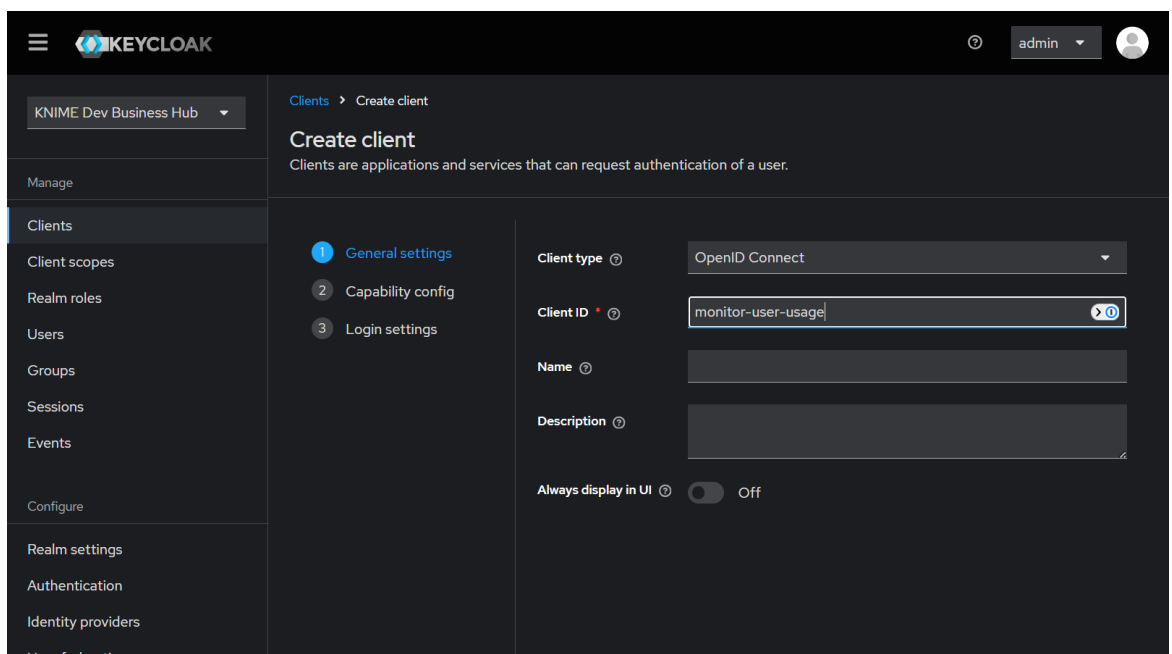 KEYCLOAK
admin
KNIME Dev Business Hub
Manage
Clients
Client scopes
Realm roles
Users
Groups
Sessions
Events
Configure
Realm settings
Authentication
Identity providers
Clients > Create client
Create client
Clients are applications and services that can request authentication of a user.
1 General settings
2 Capability config
3 Login settings
Client type
OpenID Connect
Client ID *
monitor-user-usage
Name
Description
Always display in UI
Off